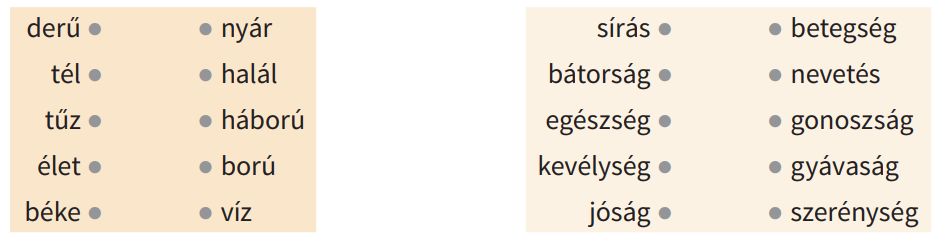 derű nyár
tél halál
tűz háború
élet ború
béke víz
sírás betegség
bátorság nevetés
egészség gonoszság
kevélység gyávaság
jóság szerénység